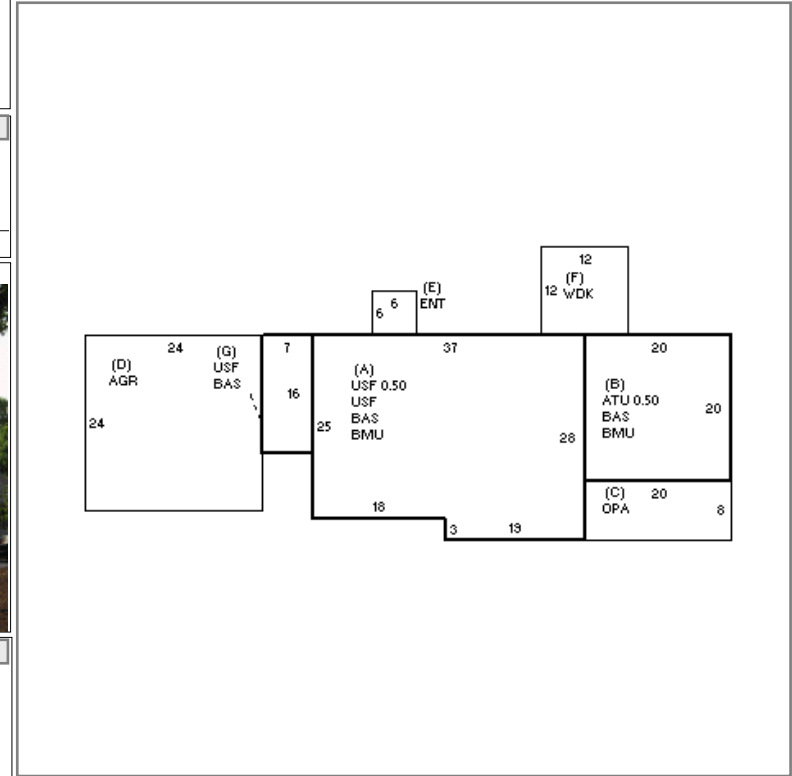 12
(F)
12 WDK
(E)
6 ENT
6
24
(D)
AGR
24
(G)
USF
BAS
7
16
37
(A)
USF 0.50
USF
BAS
BMU
25
28
18
3
19
20
(B)
ATU 0.50
BAS
BMU
20
(C) 20
OPA
8